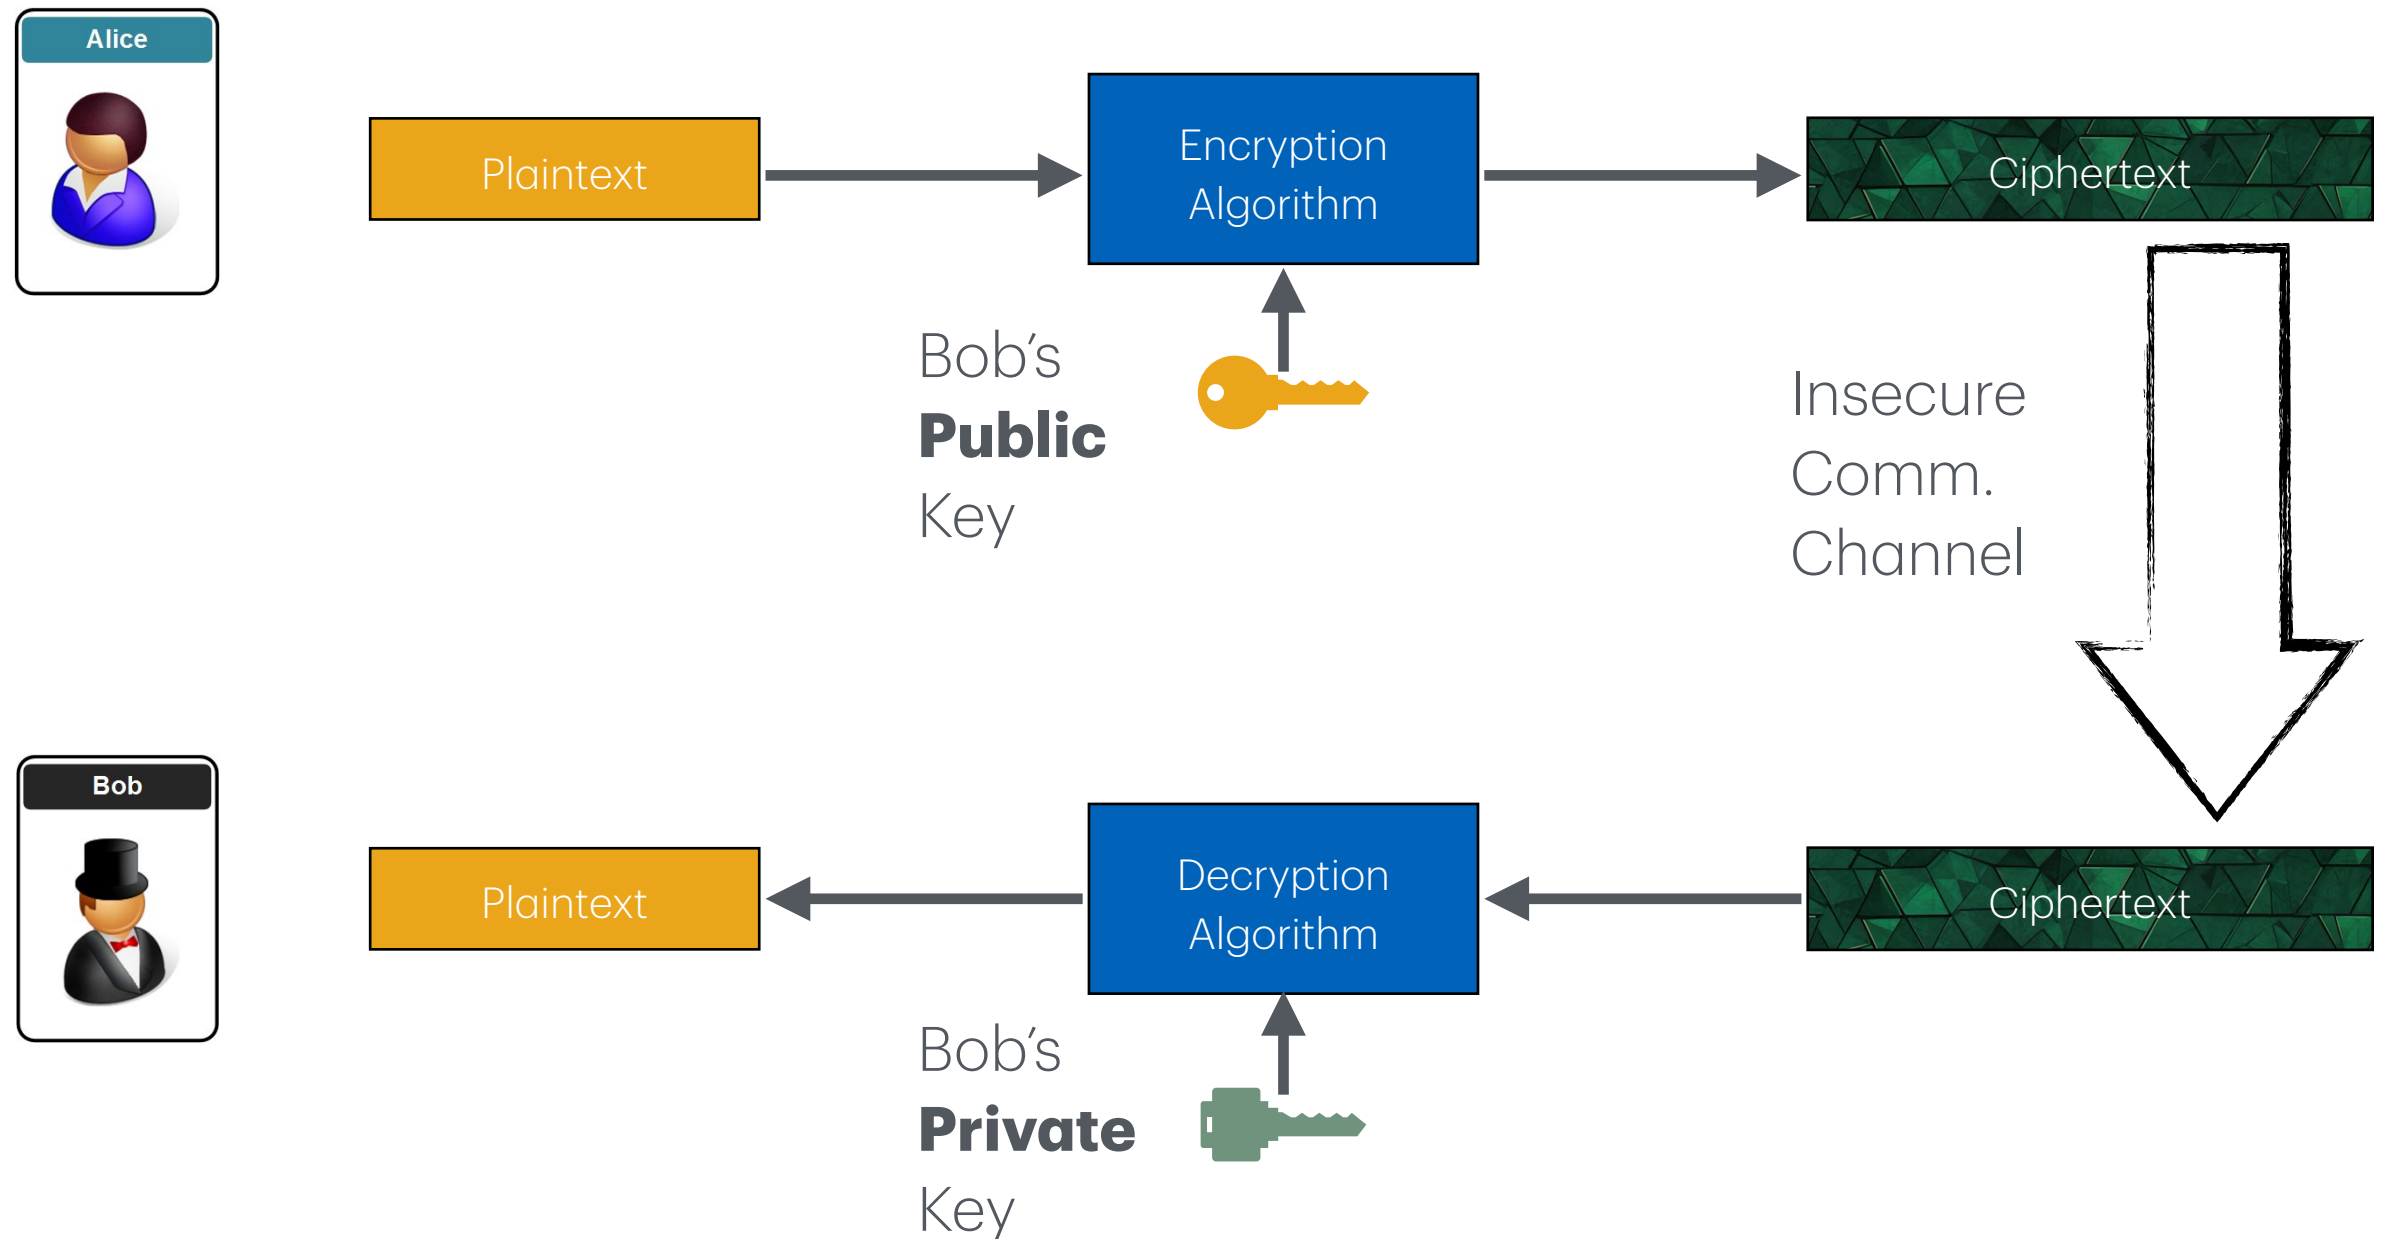 Alice
Plaintext
Encryption
Algorithm
Ciphertext
Bob's
Public
Key
Insecure
Comm.
Channel
Bob
Plaintext
Decryption
Algorithm
Ciphertext
Bob's
Private
Key